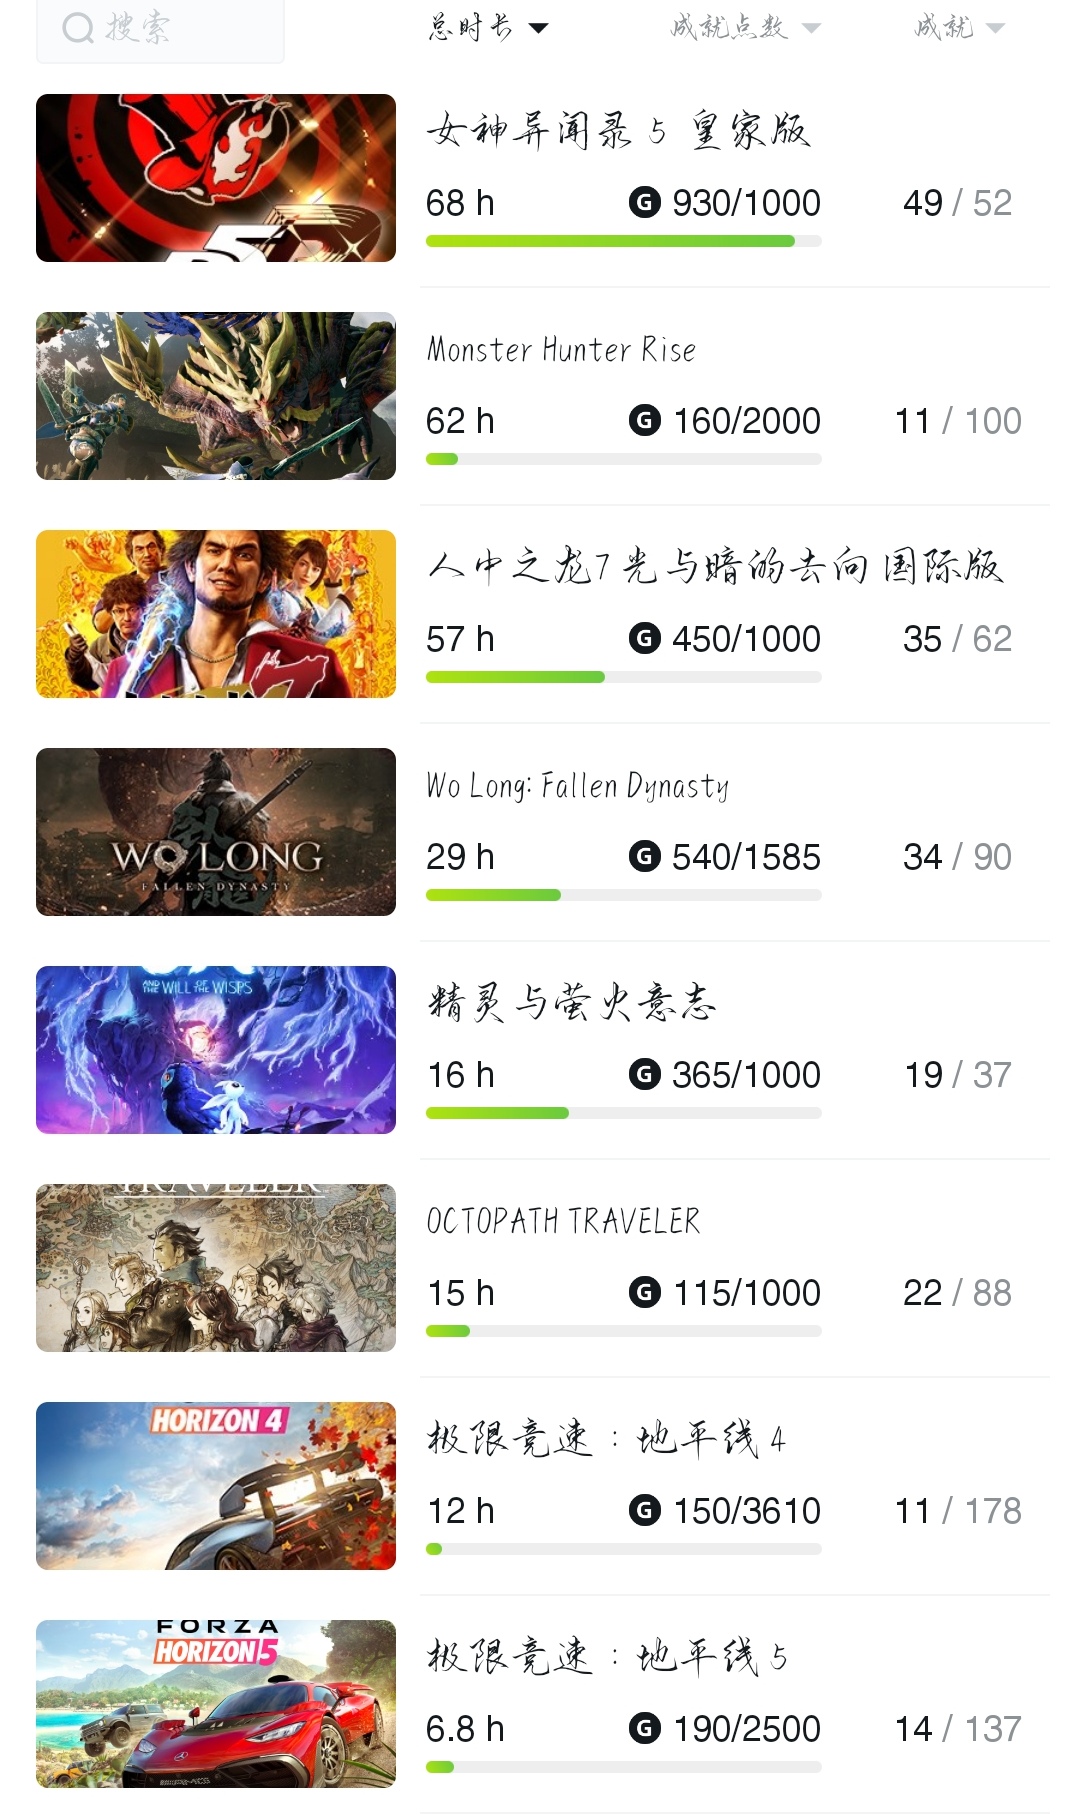 搜索 总时长 成就点数 成就
女神异闻录 5 皇家版
68 h G 930/1000 49 / 52
Monster Hunter Rise
62 h G 160/2000 11 / 100
人中之龙7 光与暗的去向 国际版
57 h G 450/1000 35 / 62
WO LONG
FALLEN DYNASTY
Wo Long: Fallen Dynasty
29 h G 540/1585 34 / 90
AND THE WILL OF THE WISPS
精灵与萤火意志
16 h G 365/1000 19 / 37
TRAVELER
OCTOPATH TRAVELER
15 h G 115/1000 22 / 88
HORIZON 4
极限竞速：地平线 4
12 h G 150/3610 11 / 178
FORZA
HORIZON 5
极限竞速：地平线 5
6.8 h G 190/2500 14 / 137